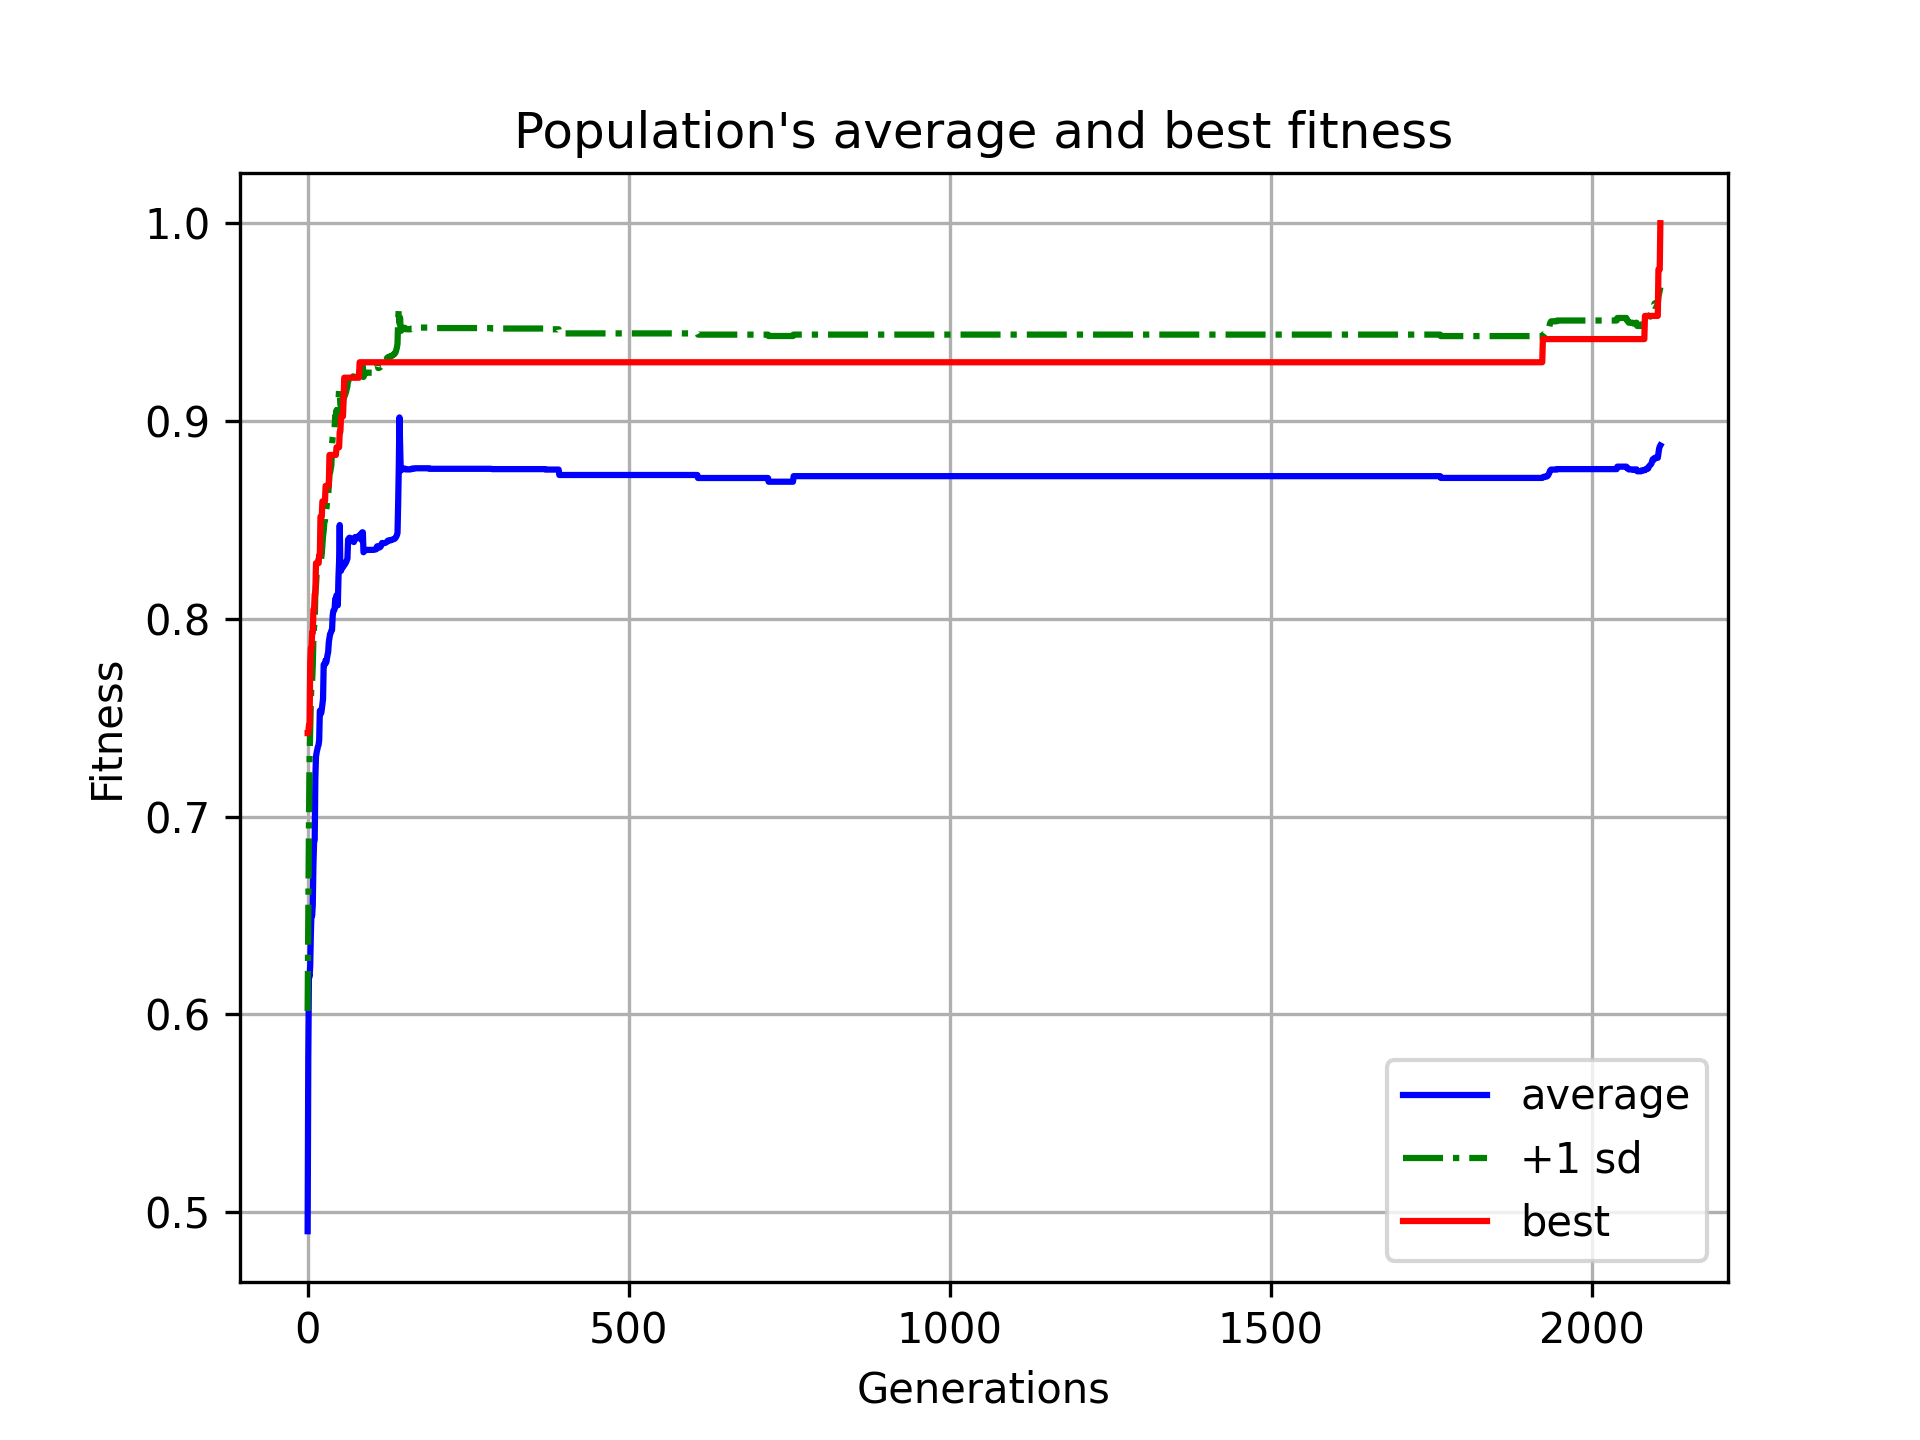 Population's average and best fitness
1.0
0.9
0.8
0.7
0.6
0.5
Fitness
0 500 1000 1500 2000
Generations
average
+1 sd
best